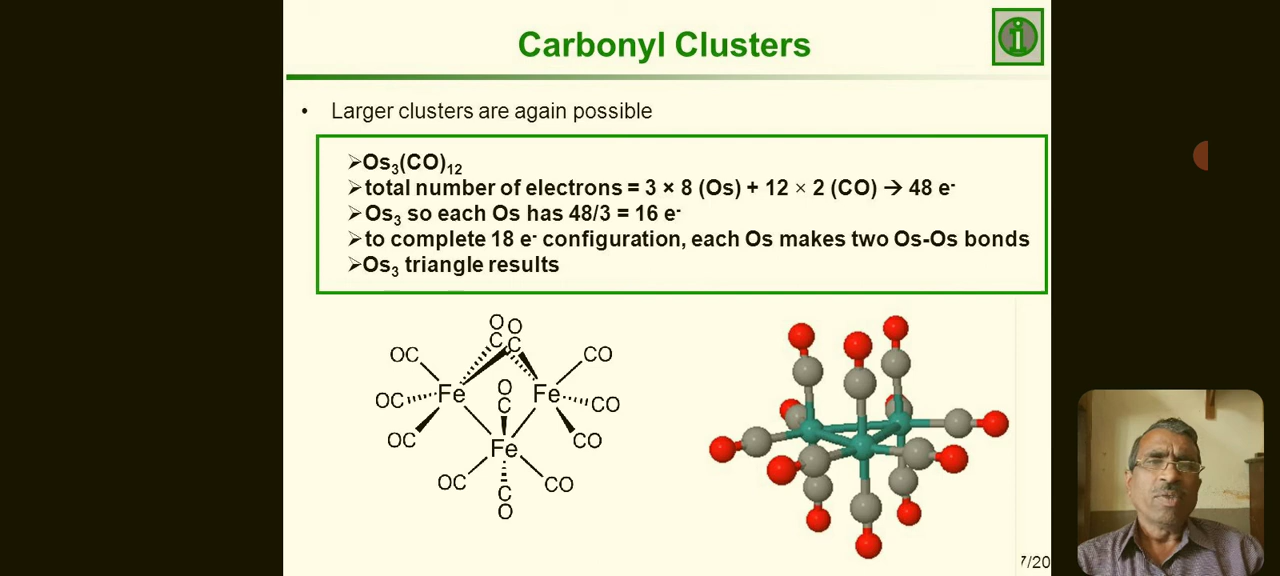 Carbonyl Clusters
i
• Larger clusters are again possible
➢Os₃(CO)₁₂
➢total number of electrons = 3 × 8 (Os) + 12 × 2 (CO) → 48 e⁻
➢Os₃ so each Os has 48/3 = 16 e⁻
➢to complete 18 e⁻ configuration, each Os makes two Os-Os bonds
➢Os₃ triangle results
O O
C C
OC CO
Fe Fe
OC CO
O
C
OC CO
Fe
OC CO
C
O
7/20